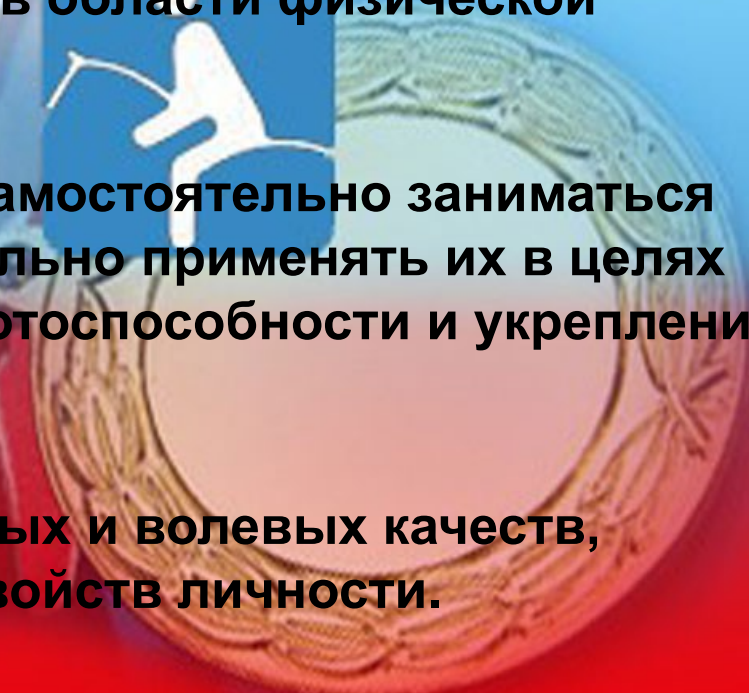 в области физической
амостоятельно заниматься
льно применять их в целях
отоспособности и укреплени
ых и волевых качеств,
войств личности.